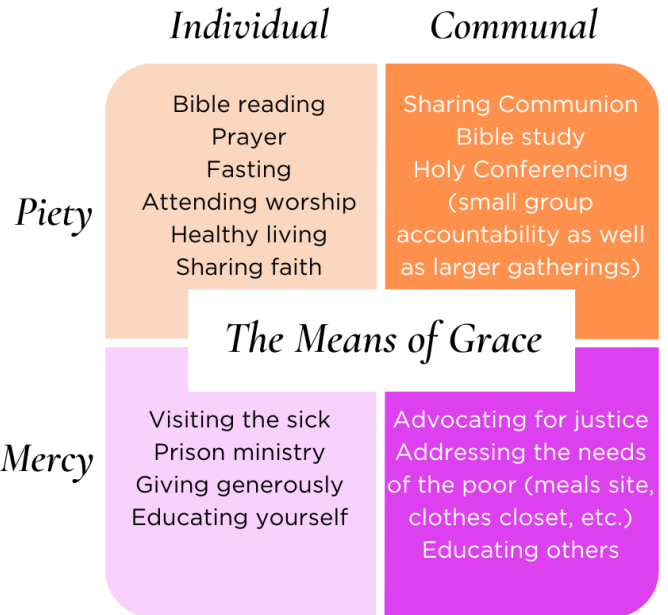 Individual
Communal
Piety
Bible reading
Prayer
Fasting
Attending worship
Healthy living
Sharing faith
Sharing Communion
Bible study
Holy Conferencing
(small group
accountability as well
as larger gatherings)
The Means of Grace
Mercy
Visiting the sick
Prison ministry
Giving generously
Educating yourself
Advocating for justice
Addressing the needs
of the poor (meals site,
clothes closet, etc.)
Educating others